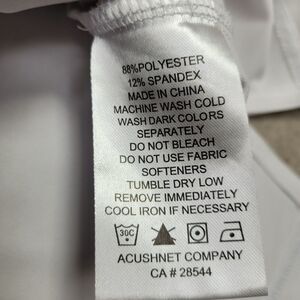 88%POLYESTER
12% SPANDEX
MADE IN CHINA
MACHINE WASH COLD
WASH DARK COLORS
SEPARATELY
DO NOT BLEACH
DO NOT USE FABRIC
SOFTENERS
TUMBLE DRY LOW
REMOVE IMMEDIATELY
COOL IRON IF NECESSARY
30C
ACUSHNET COMPANY
CA # 28544